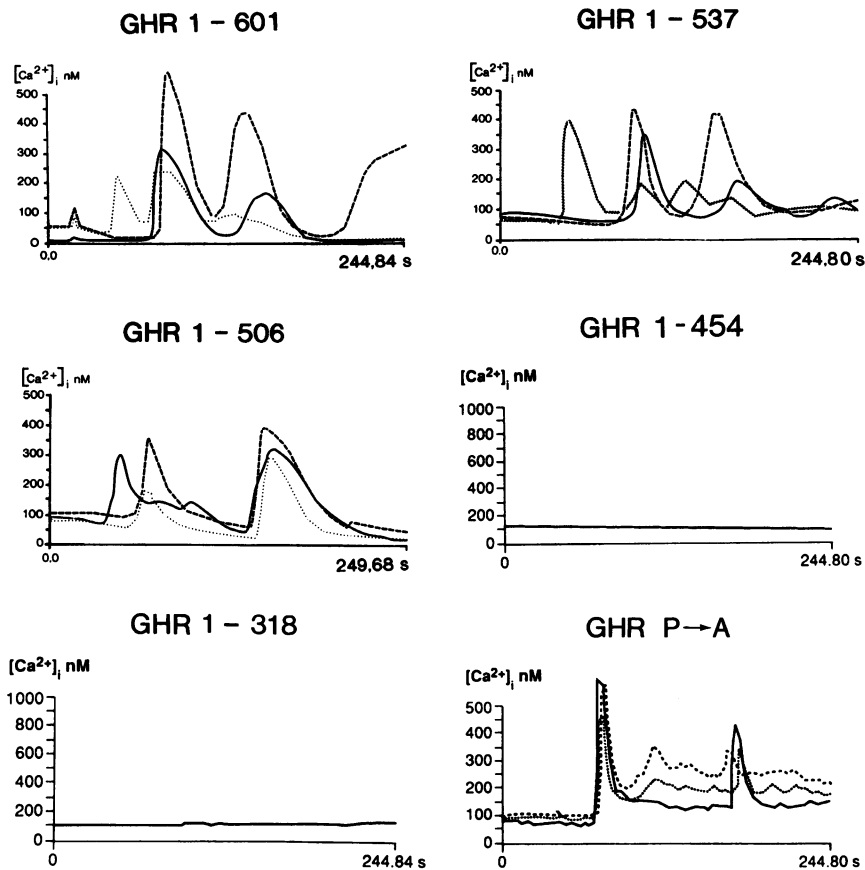 GHR 1 – 601
[Ca²⁺]i nM
500
400
300
200
100
0
0.0
244,84 s
GHR 1 – 537
[Ca²⁺]i nM
500
400
300
200
100
0
0.0
244,80 s
GHR 1 – 506
[Ca²⁺]i nM
500
400
300
200
100
0
0.0
249,68 s
GHR 1-454
[Ca²⁺]i nM
1000
800
600
400
200
0
0
244.80 s
GHR 1 – 318
[Ca²⁺]i nM
1000
800
600
400
200
0
0
244.84 s
GHR P→A
[Ca²⁺]i nM
500
400
300
200
100
0
0
244.80 s